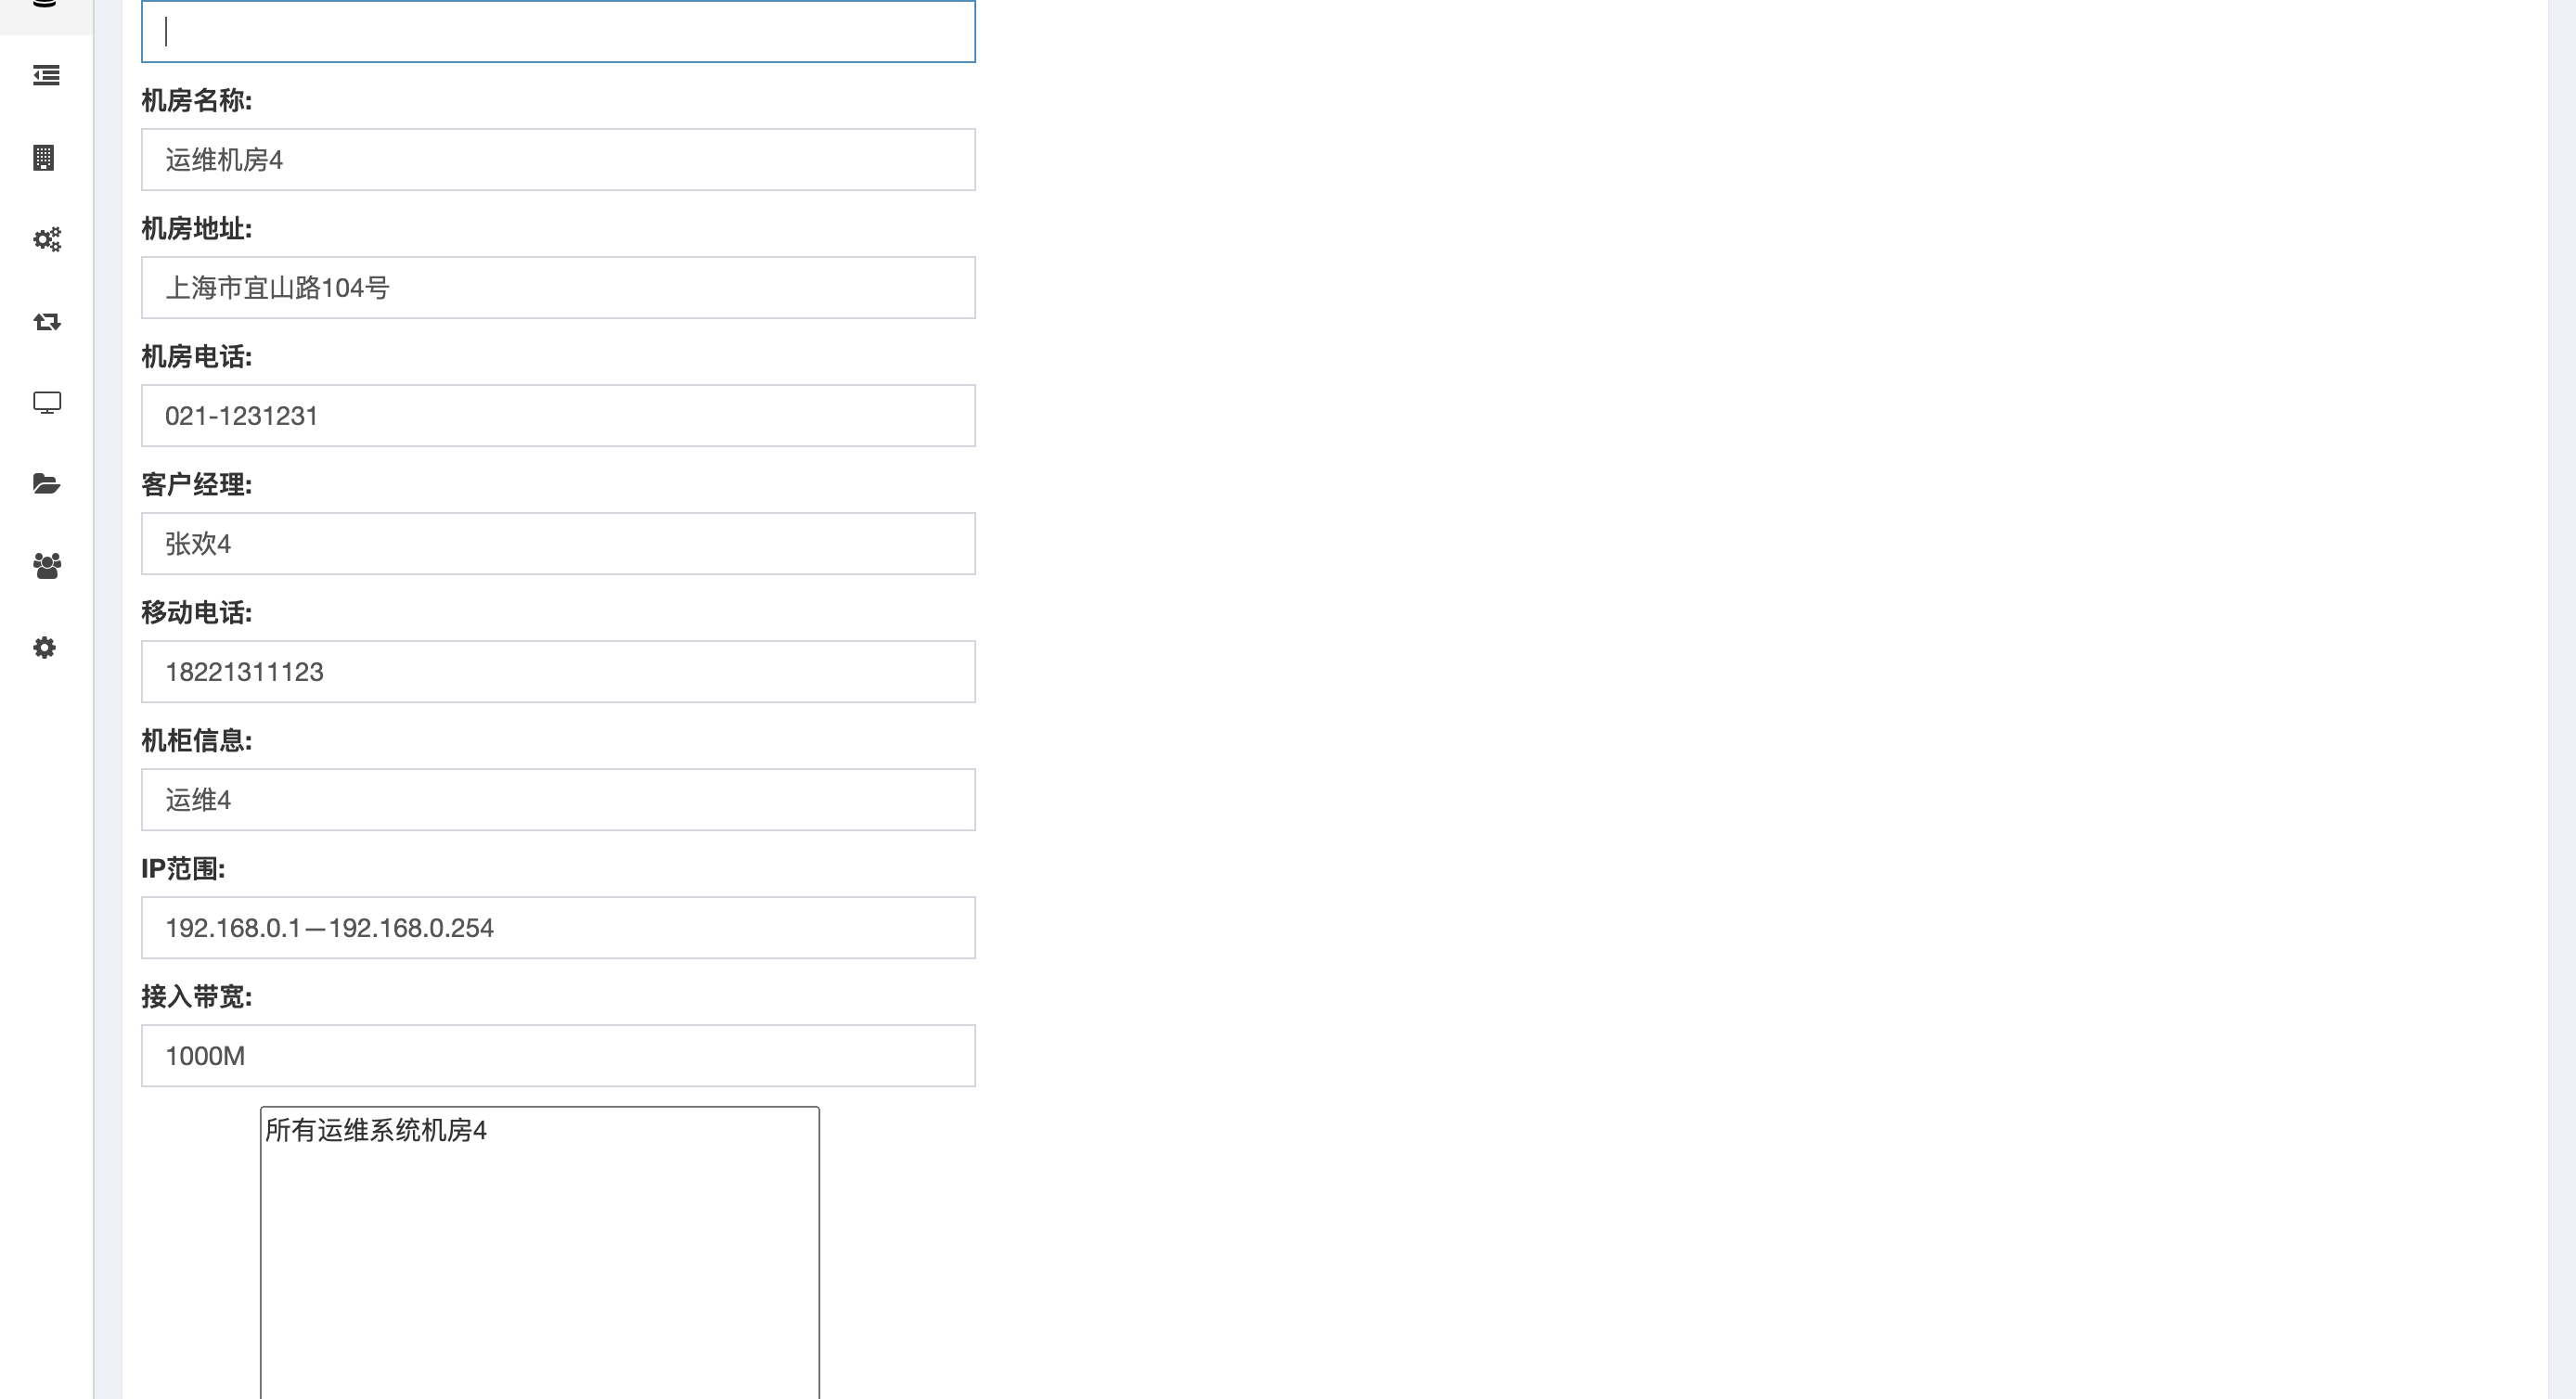 机房名称:
运维机房4
机房地址:
上海市宜山路104号
机房电话:
021-1231231
客户经理:
张欢4
移动电话:
18221311123
机柜信息:
运维4
IP范围:
192.168.0.1—192.168.0.254
接入带宽:
1000M
所有运维系统机房4